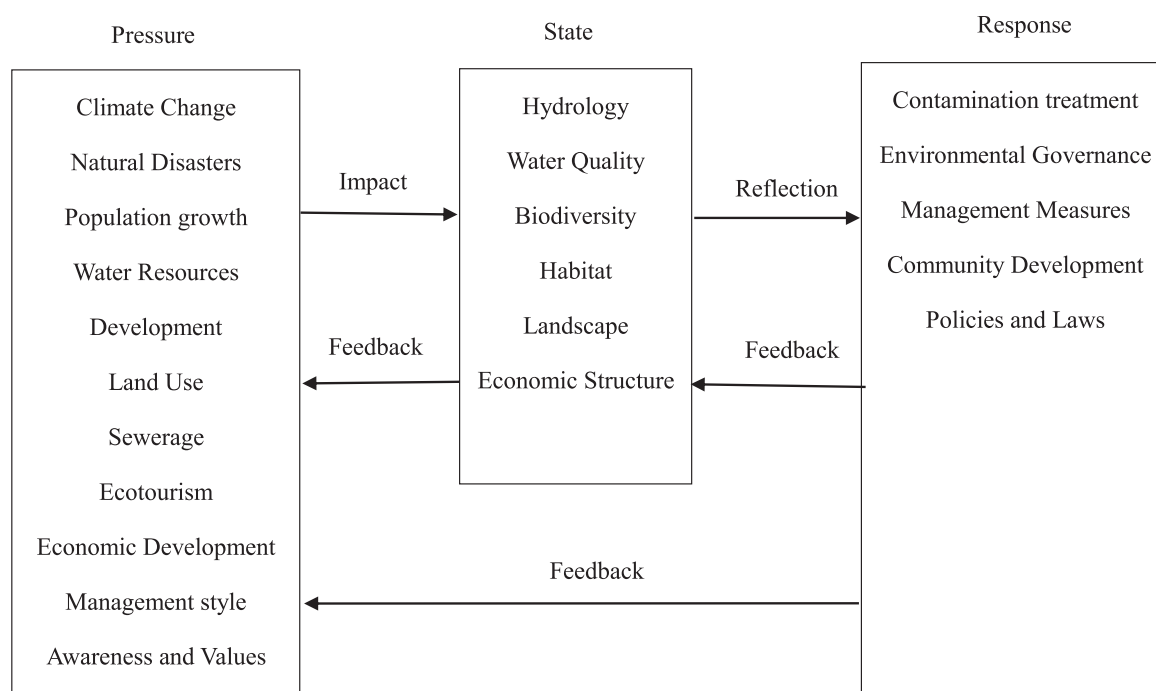 Pressure
Climate Change
Natural Disasters
Population growth
Water Resources
Development
Land Use
Sewerage
Ecotourism
Economic Development
Management style
Awareness and Values
Impact
Feedback
State
Hydrology
Water Quality
Biodiversity
Habitat
Landscape
Economic Structure
Reflection
Feedback
Feedback
Response
Contamination treatment
Environmental Governance
Management Measures
Community Development
Policies and Laws